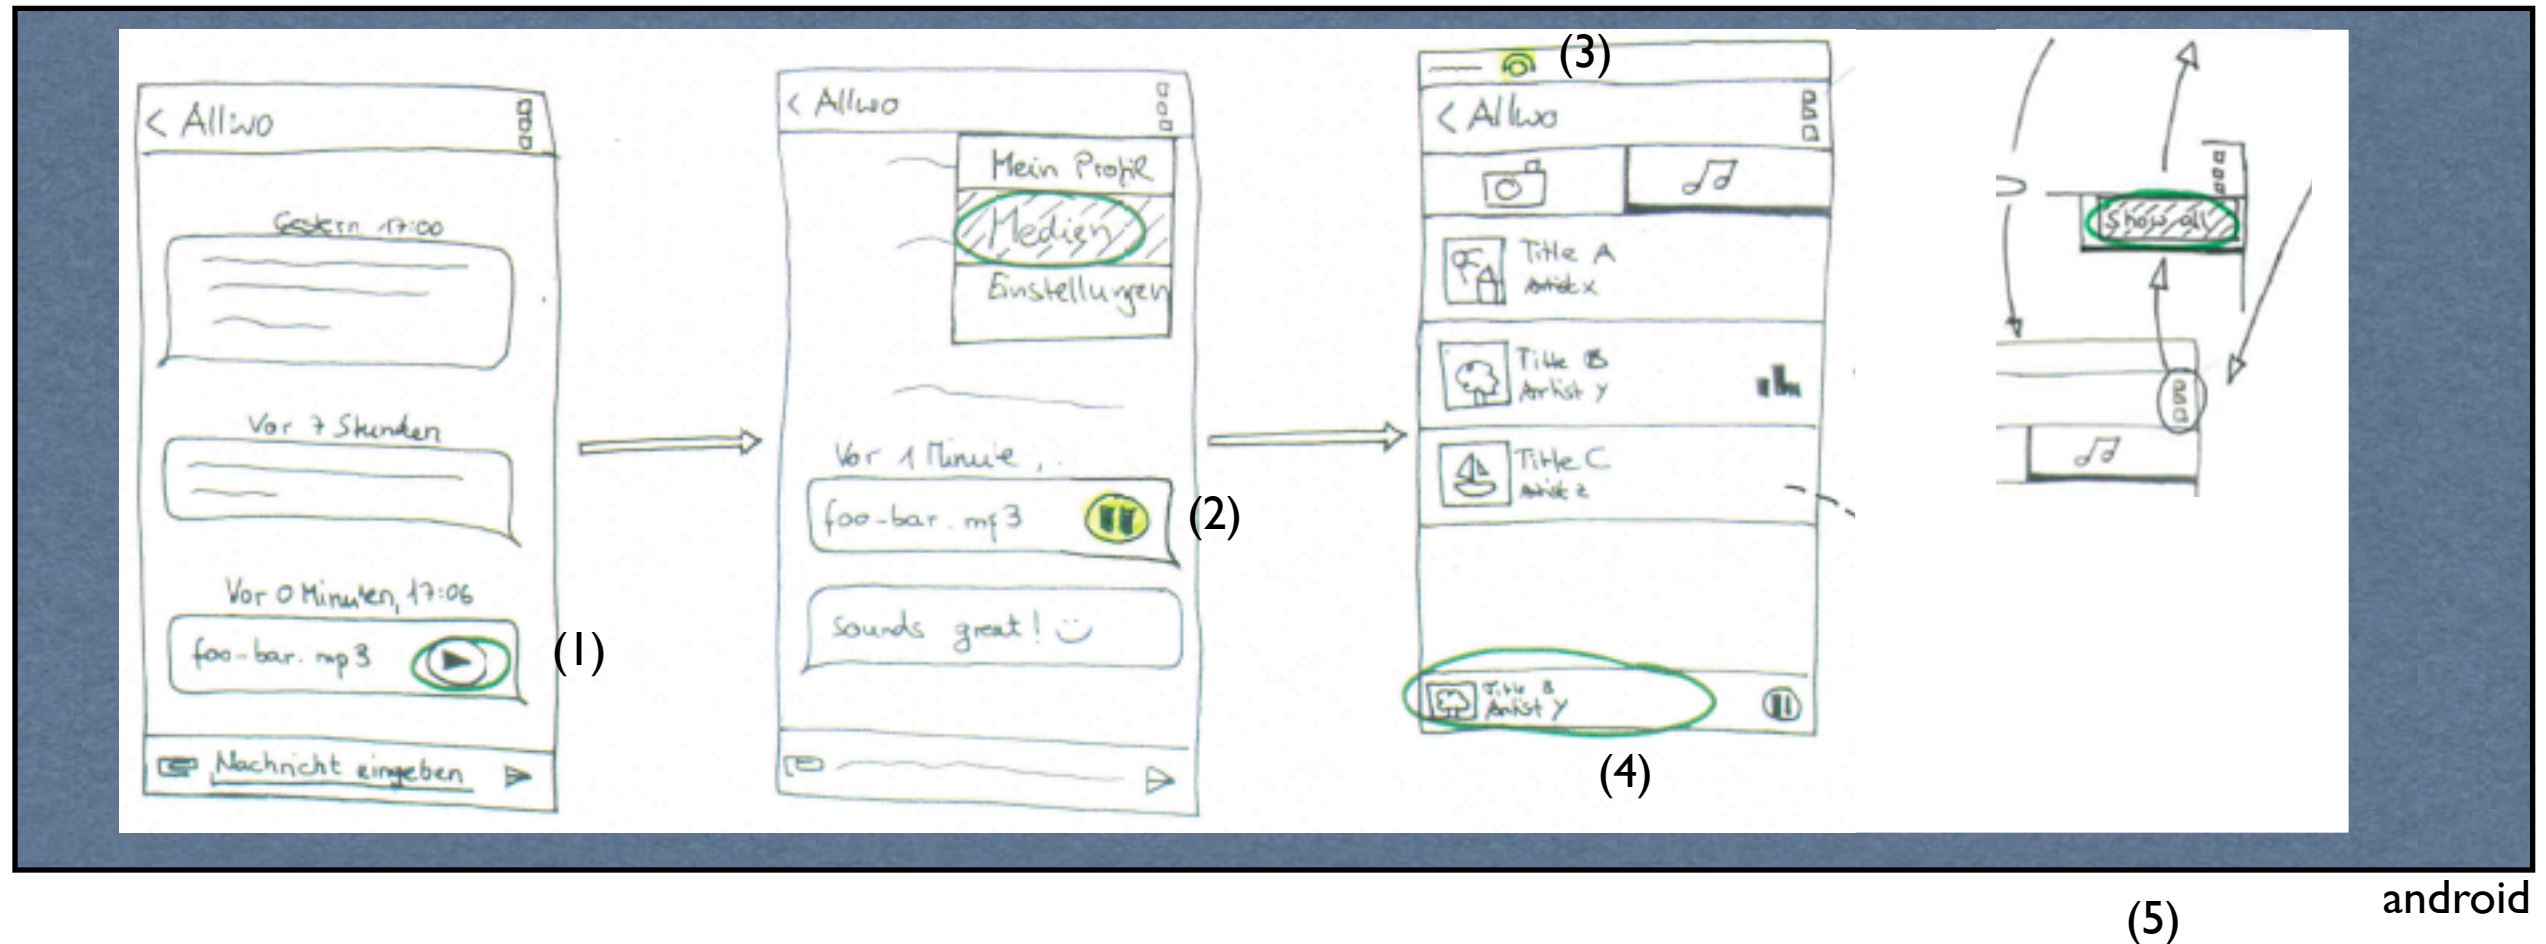 < Allwo
Gestern 17:00
Vor 7 Stunden
Vor 0 Minuten, 17:06
foo-bar.mp3
(1)
Nachricht eingeben
< Allwo
Mein Profil
Medien
Einstellungen
Vor 1 Minute,
foo-bar.mp3
(2)
sounds great!
(3)
< Allwo
Title A
Artist x
Title B
Artist y
Title C
Artist z
Title B
Artist y
(4)
Show all
android
(5)